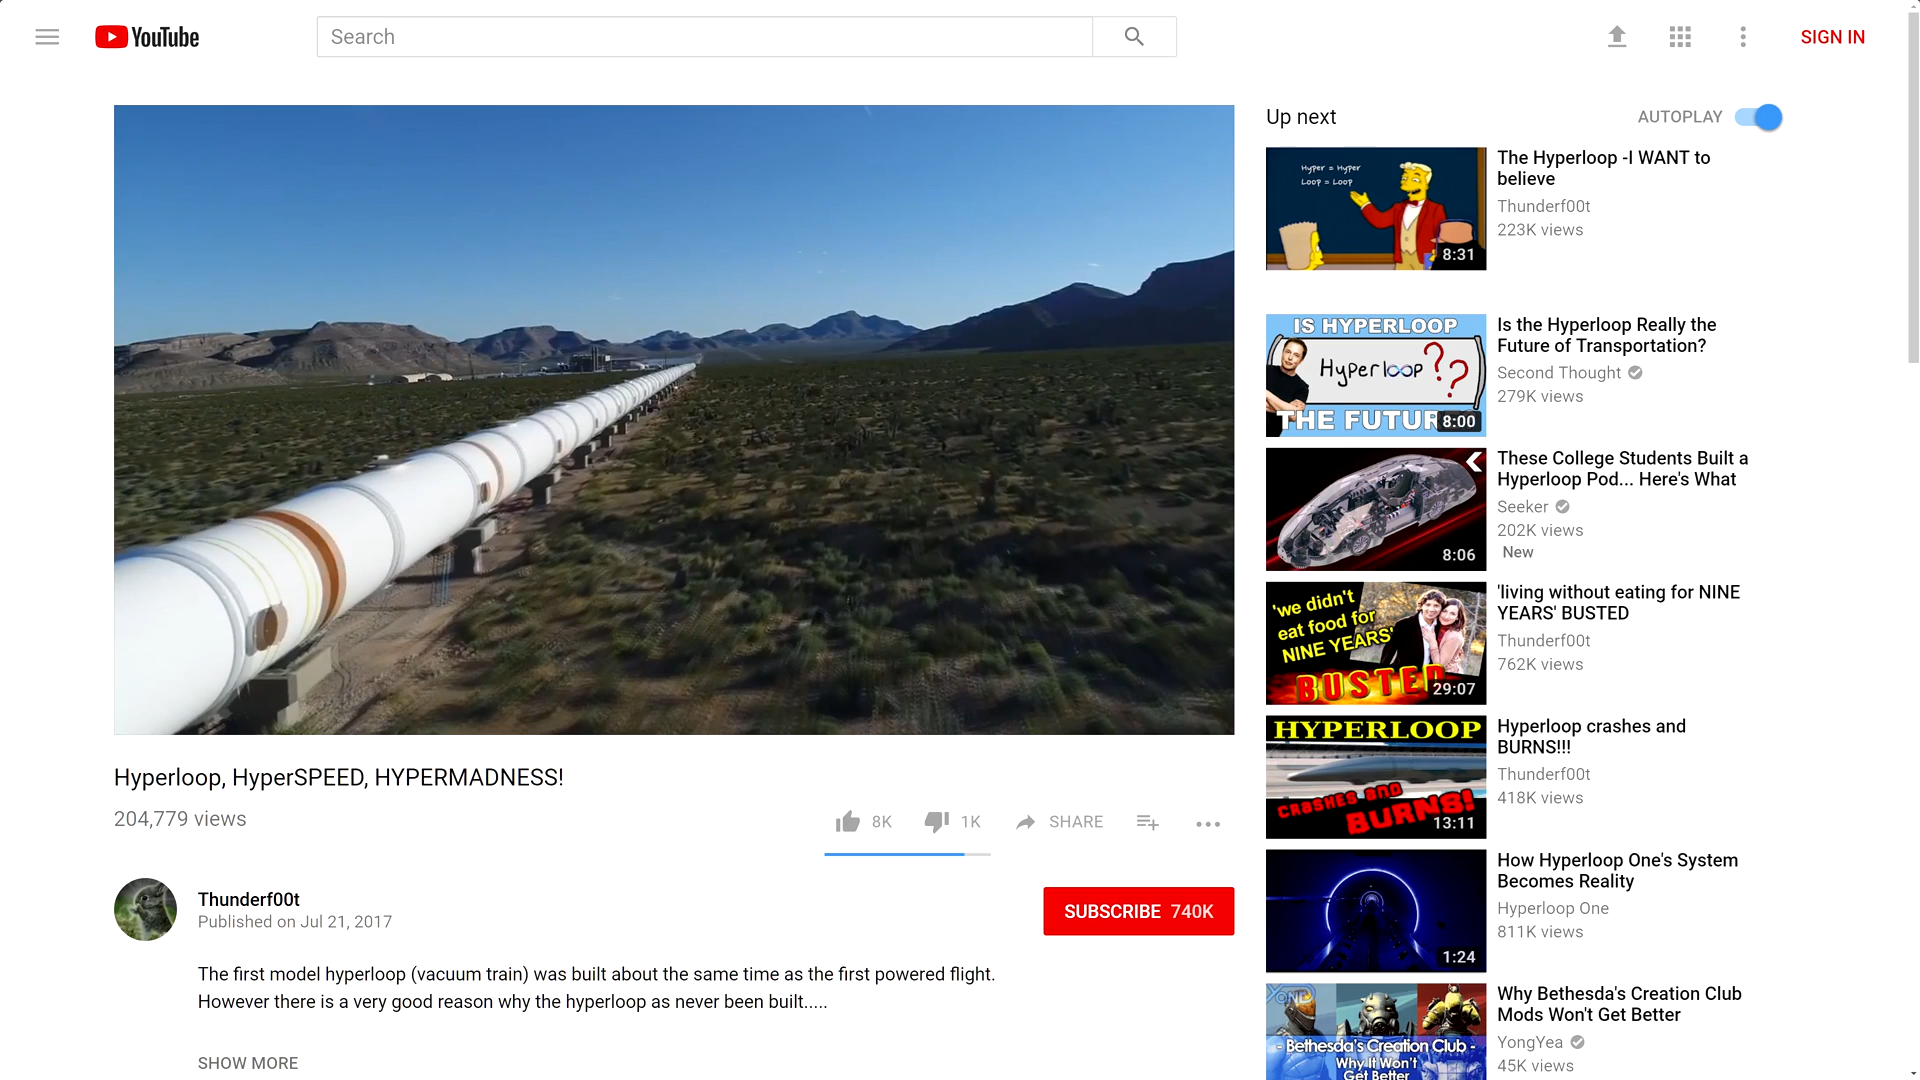 YouTube
Search
SIGN IN
Up next
AUTOPLAY
Hyper = Hyper
Loop = Loop
8:31
The Hyperloop -I WANT to
believe
Thunderf00t
223K views
IS HYPERLOOP
Hyperloop ??
THE FUTUR
8:00
Is the Hyperloop Really the
Future of Transportation?
Second Thought
279K views
8:06
These College Students Built a
Hyperloop Pod... Here's What
Seeker
202K views
New
'we didn't
eat food for
NINE YEARS'
BUSTED
29:07
'living without eating for NINE
YEARS' BUSTED
Thunderf00t
762K views
HYPERLOOP
CRASHES AND
BURNS!
13:11
Hyperloop crashes and
BURNS!!!
Thunderf00t
418K views
1:24
How Hyperloop One's System
Becomes Reality
Hyperloop One
811K views
- Bethesda's Creation Club -
Why It Won't
Get Better
Why Bethesda's Creation Club
Mods Won't Get Better
YongYea
45K views
Hyperloop, HyperSPEED, HYPERMADNESS!
204,779 views
8K
1K
SHARE
Thunderf00t
Published on Jul 21, 2017
SUBSCRIBE 740K
The first model hyperloop (vacuum train) was built about the same time as the first powered flight.
However there is a very good reason why the hyperloop as never been built.....
SHOW MORE